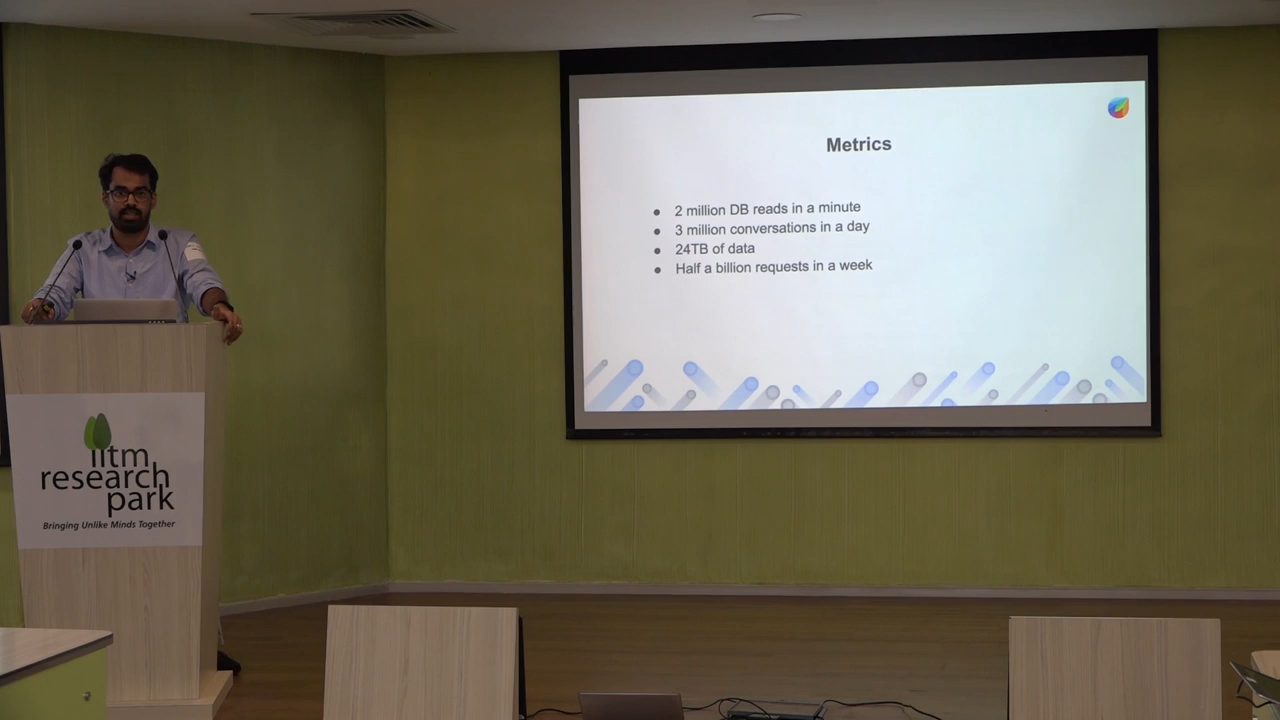 Metrics
● 2 million DB reads in a minute
● 3 million conversations in a day
● 24TB of data
● Half a billion requests in a week
iitm
research
park
Bringing Unlike Minds Together